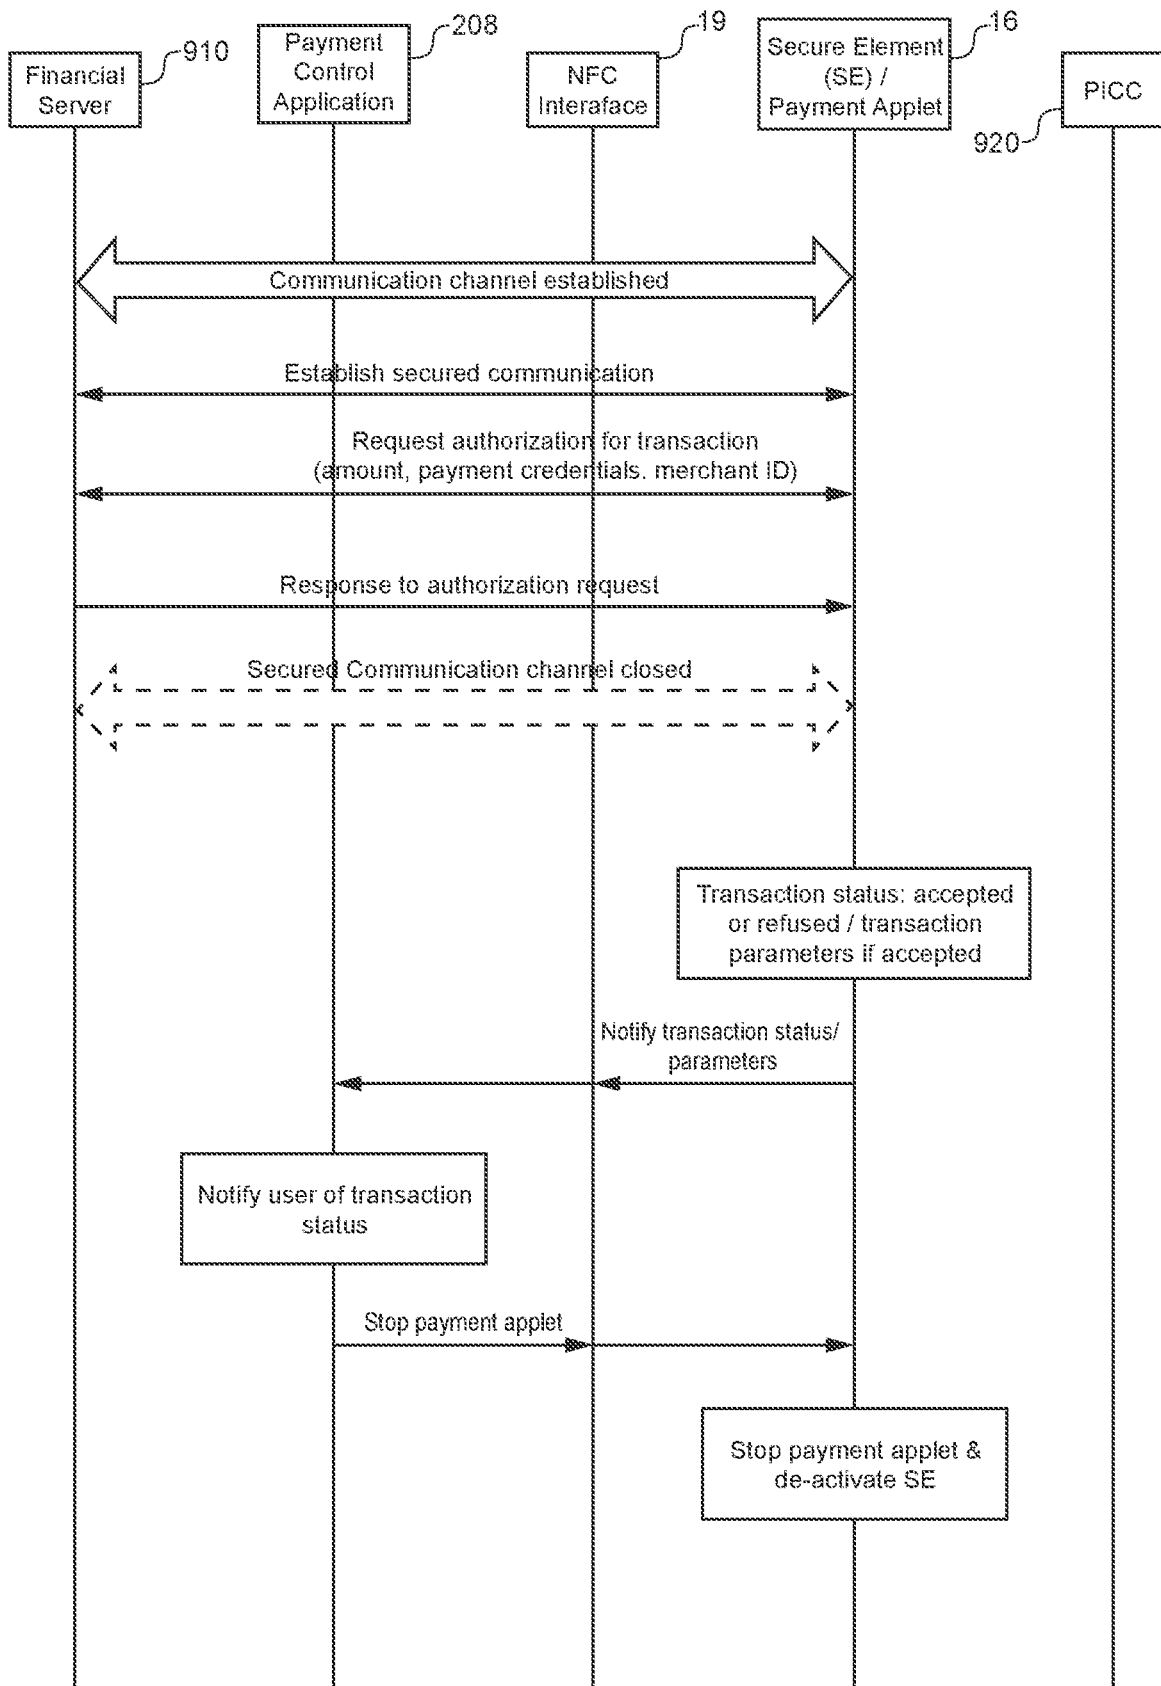 910
Financial
Server
208
Payment
Control
Application
19
NFC
Interaface
16
Secure Element
(SE) /
Payment Applet
920
PICC
Communication channel established
Establish secured communication
Request authorization for transaction
(amount, payment credentials. merchant ID)
Response to authorization request
Secured Communication channel closed
Transaction status: accepted
or refused / transaction
parameters if accepted
Notify transaction status/
parameters
Notify user of transaction
status
Stop payment applet
Stop payment applet &
de-activate SE